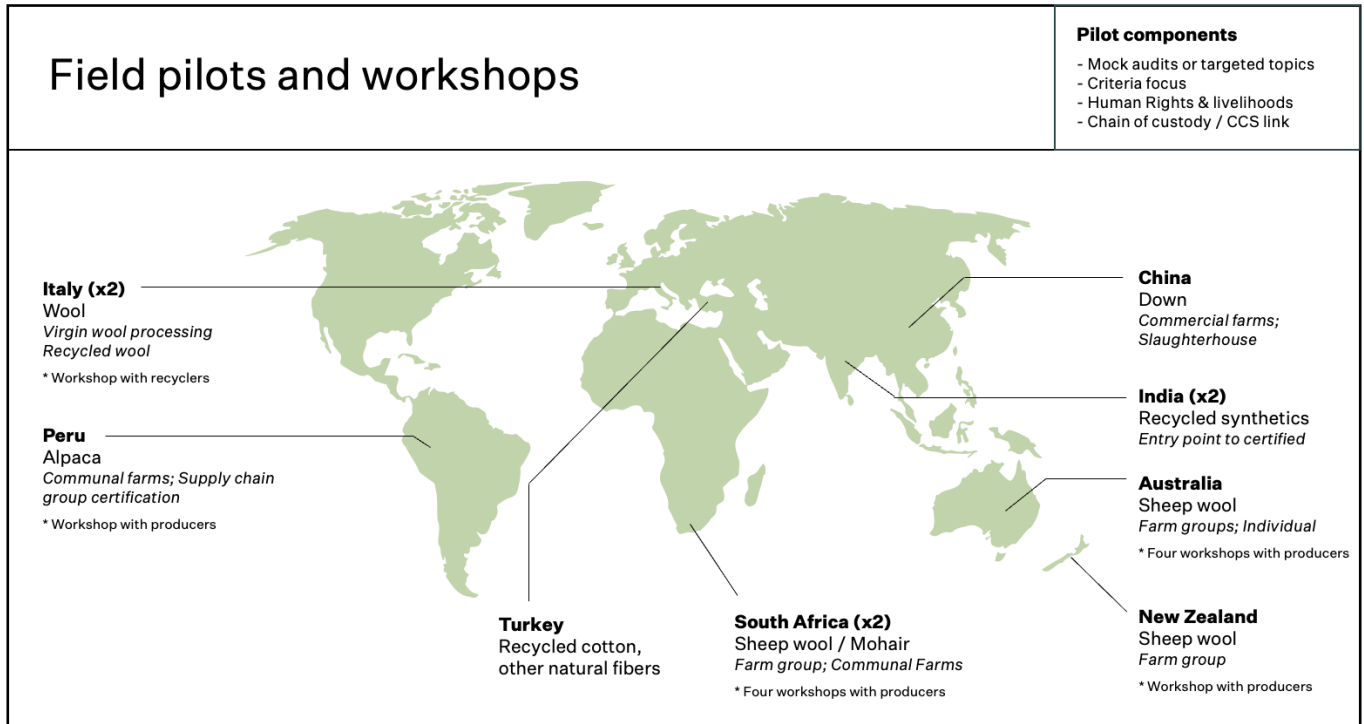 Field pilots and workshops
Pilot components
- Mock audits or targeted topics
- Criteria focus
- Human Rights & livelihoods
- Chain of custody / CCS link
Italy (x2)
Wool
Virgin wool processing
Recycled wool
* Workshop with recyclers
Peru
Alpaca
Communal farms; Supply chain
group certification
* Workshop with producers
Turkey
Recycled cotton,
other natural fibers
South Africa (x2)
Sheep wool / Mohair
Farm group; Communal Farms
* Four workshops with producers
China
Down
Commercial farms;
Slaughterhouse
India (x2)
Recycled synthetics
Entry point to certified
Australia
Sheep wool
Farm groups; Individual
* Four workshops with producers
New Zealand
Sheep wool
Farm group
* Workshop with producers